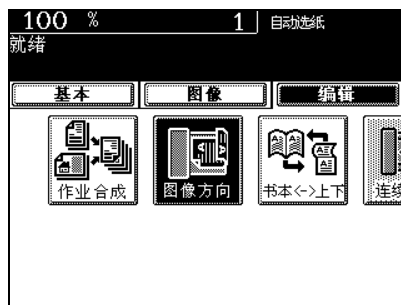 100 % 1 自动选纸
就绪
基本 图像 编辑
作业合成 图像方向 书本<->上下 连续